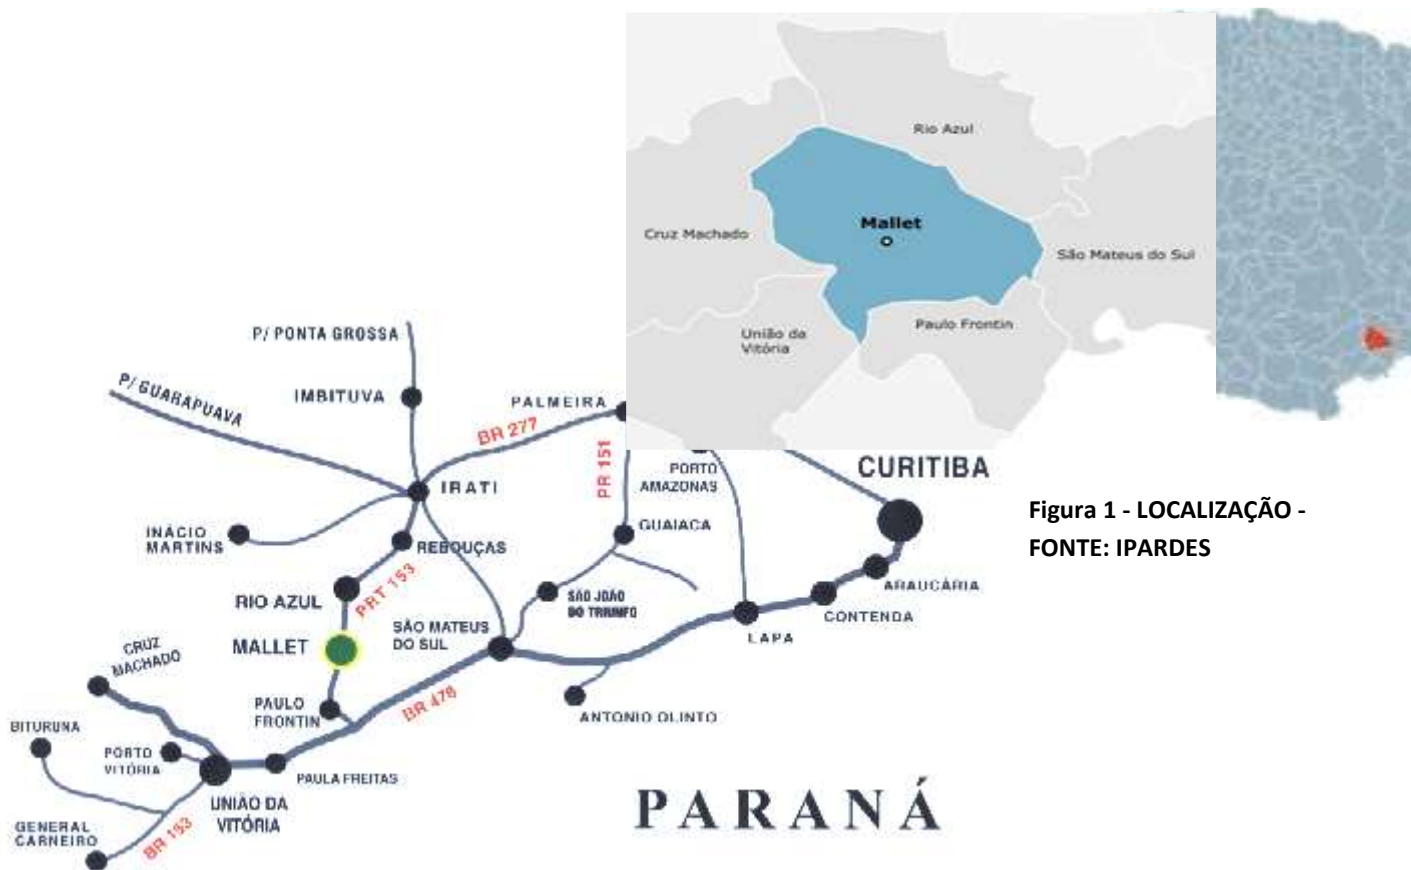 Rio Azul
Mallet
Cruz Machado
São Mateus do Sul
União da
Vitória
Paulo Frontin
P/ PONTA GROSSA
P/ GUARAPUAVA
IMBITUVA
PALMEIRA
BR 277
PR 151
PORTO
AMAZONAS
CURITIBA
IRATI
GUAIACA
INÁCIO
MARTINS
REBOUÇAS
Figura 1 - LOCALIZAÇÃO -
FONTE: IPARDES
PRT 153
RIO AZUL
SÃO JOÃO
DO TRIUNFO
ARAUCÁRIA
CONTENDA
LAPA
SÃO MATEUS
DO SUL
MALLET
CRUZ
MACHADO
PAULO
FRONTIN
BR 476
ANTONIO OLINTO
BITURUNA
PORTO
VITÓRIA
PAULA FREITAS
UNIÃO DA
VITÓRIA
GENERAL
CARNEIRO
BR 153
PARANÁ